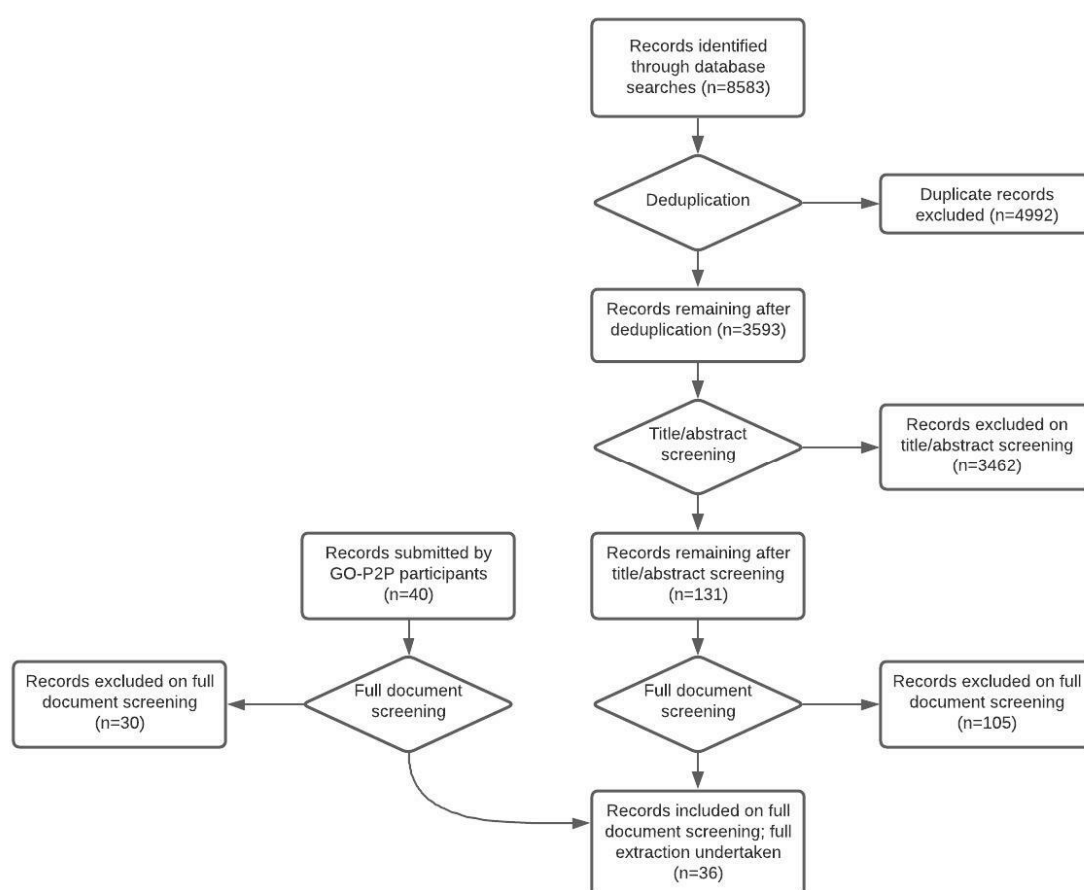 Records identified
through database
searches (n=8583)
Deduplication
Duplicate records
excluded (n=4992)
Records remaining after
deduplication (n=3593)
Title/abstract
screening
Records excluded on
title/abstract screening
(n=3462)
Records submitted by
GO-P2P participants
(n=40)
Records remaining after
title/abstract screening
(n=131)
Records excluded on full
document screening
(n=30)
Full document
screening
Full document
screening
Records excluded on full
document screening
(n=105)
Records included on full
document screening; full
extraction undertaken
(n=36)